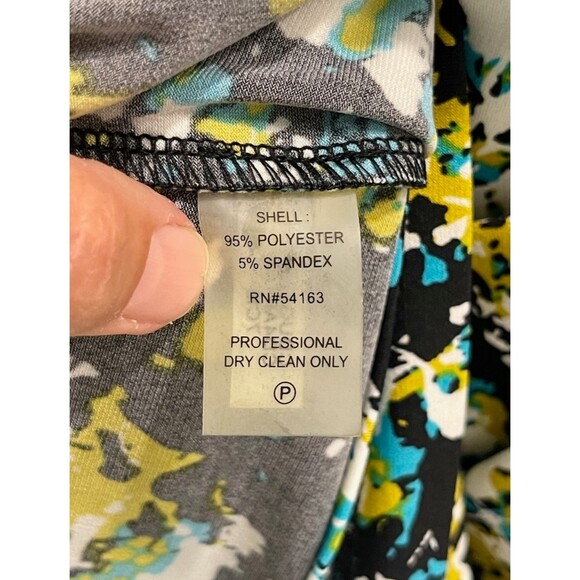 SHELL :
95% POLYESTER
5% SPANDEX
RN#54163
PROFESSIONAL
DRY CLEAN ONLY
P